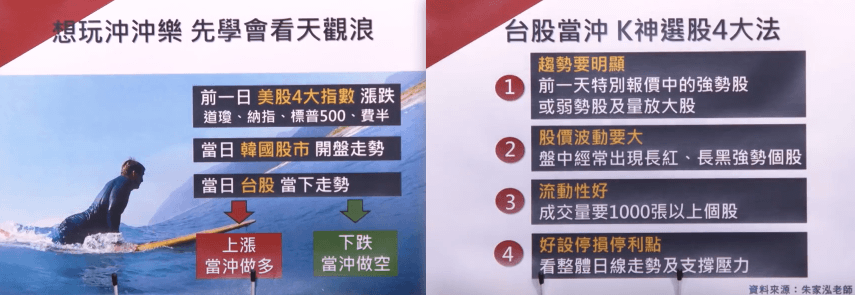 想玩沖沖樂 先學會看天觀浪
前一日 美股4大指數 漲跌
道瓊、納指、標普500、費半
當日 韓國股市 開盤走勢
當日 台股 當下走勢
上漲
當沖做多
下跌
當沖做空
台股當沖 K神選股4大法
1
趨勢要明顯
前一天特別報價中的強勢股
或弱勢股及量放大股
2
股價波動要大
盤中經常出現長紅、長黑強勢個股
3
流動性好
成交量要1000張以上個股
4
好設停損停利點
看整體日線走勢及支撐壓力
資料來源：朱家泓老師